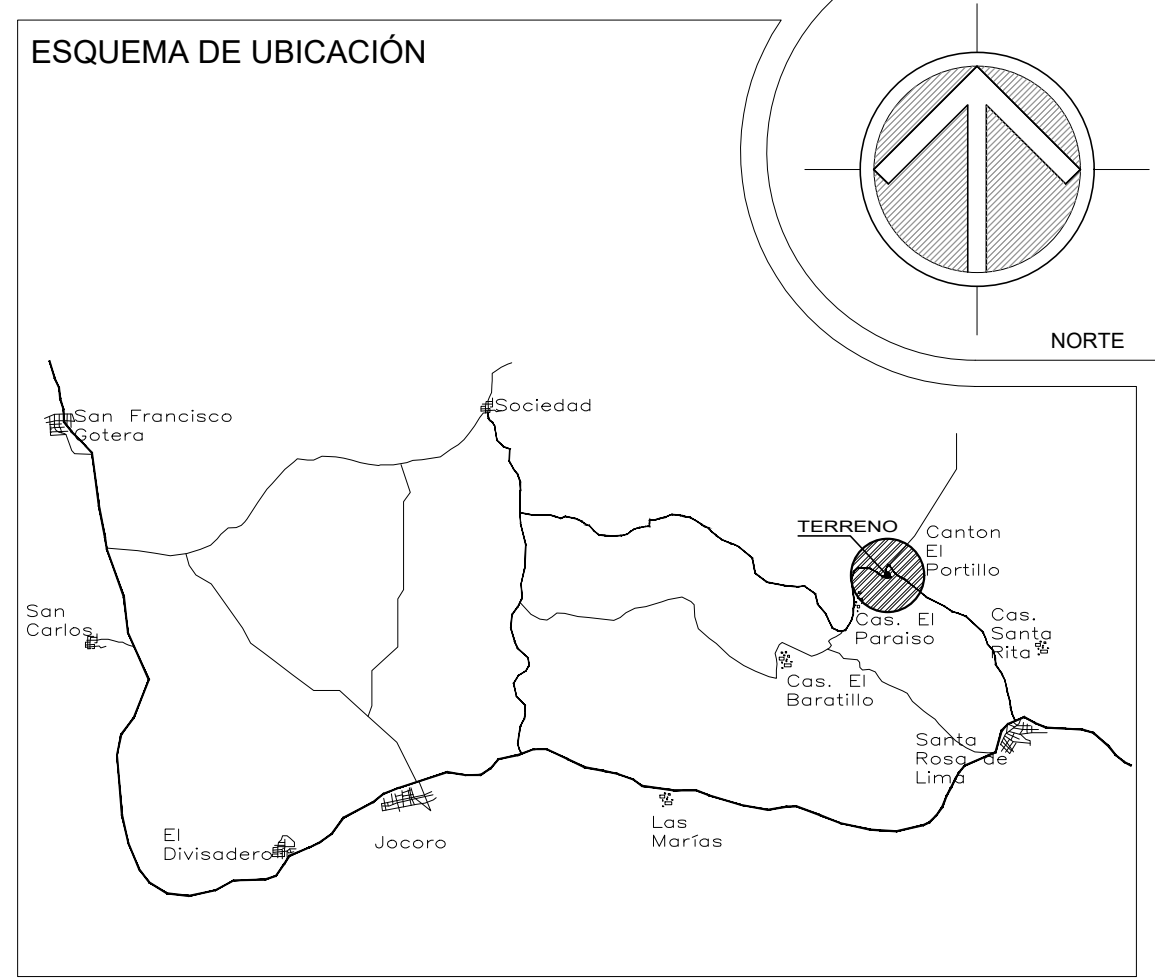 ESQUEMA DE UBICACIÓN
NORTE
San Francisco
Gotera
Sociedad
TERRENO
Canton
El
Portillo
San
Carlos
Cas. El
Paraiso
Cas.
Santa
Rita
Cas. El
Baratillo
Santa
Rosa de
Lima
El
Divisadero
Jocoro
Las
Marías